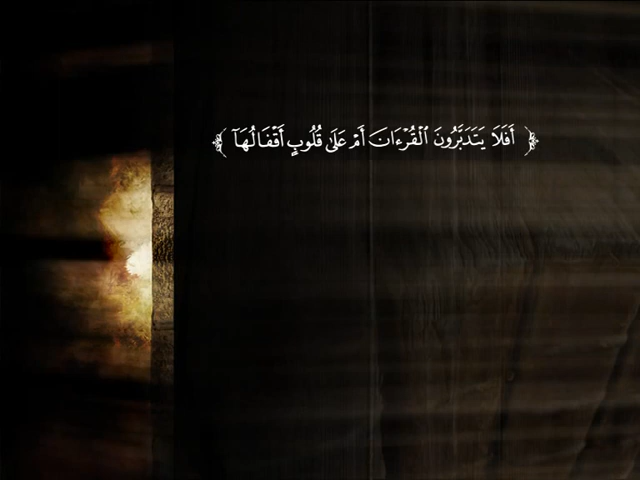 ﴿ أَفَلَا يَتَدَبَّرُونَ ٱلْقُرْءَانَ أَمْ عَلَىٰ قُلُوبٍ أَقْفَالُهَآ ﴾